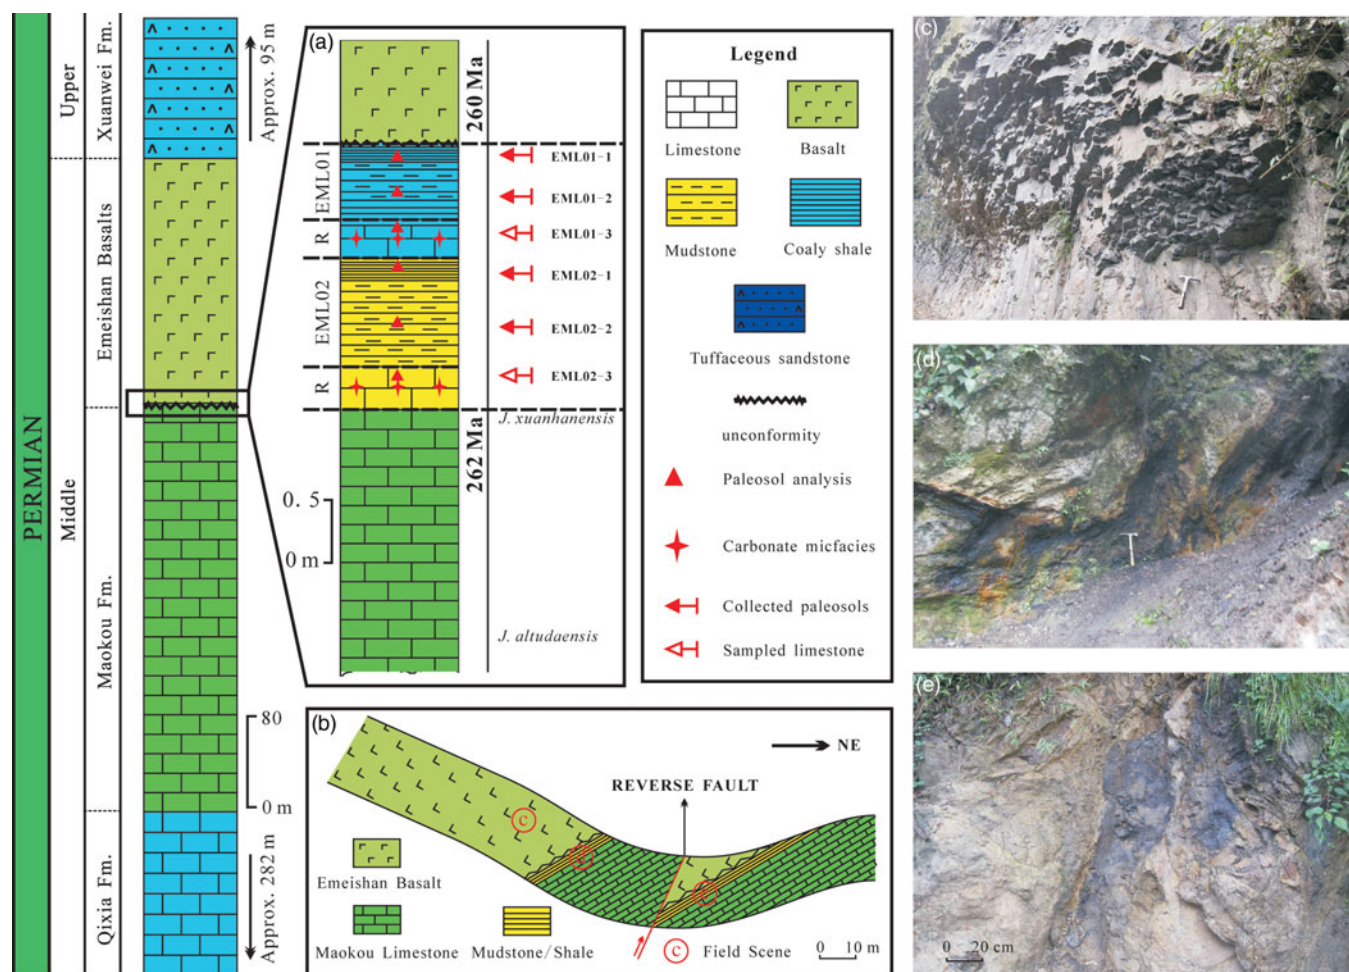 PERMIAN
Upper
Middle
Xuanwei Fm.
Emeishan Basalts
Maokou Fm.
Qixia Fm.
Approx. 95 m
80
0 m
Approx. 282 m
(a)
260 Ma
262 Ma
EML01
R
EML02
R
EML01-1
EML01-2
EML01-3
EML02-1
EML02-2
EML02-3
J. xuanhanensis
J. altudaensis
0. 5
0 m
Legend
Limestone
Basalt
Mudstone
Coaly shale
Tuffaceous sandstone
unconformity
Paleosol analysis
Carbonate micfacies
Collected paleosols
Sampled limestone
(b)
NE
REVERSE FAULT
c
d
e
Emeishan Basalt
Maokou Limestone
Mudstone/Shale
c Field Scene
0 10 m
(c)
(d)
(e)
0 20 cm